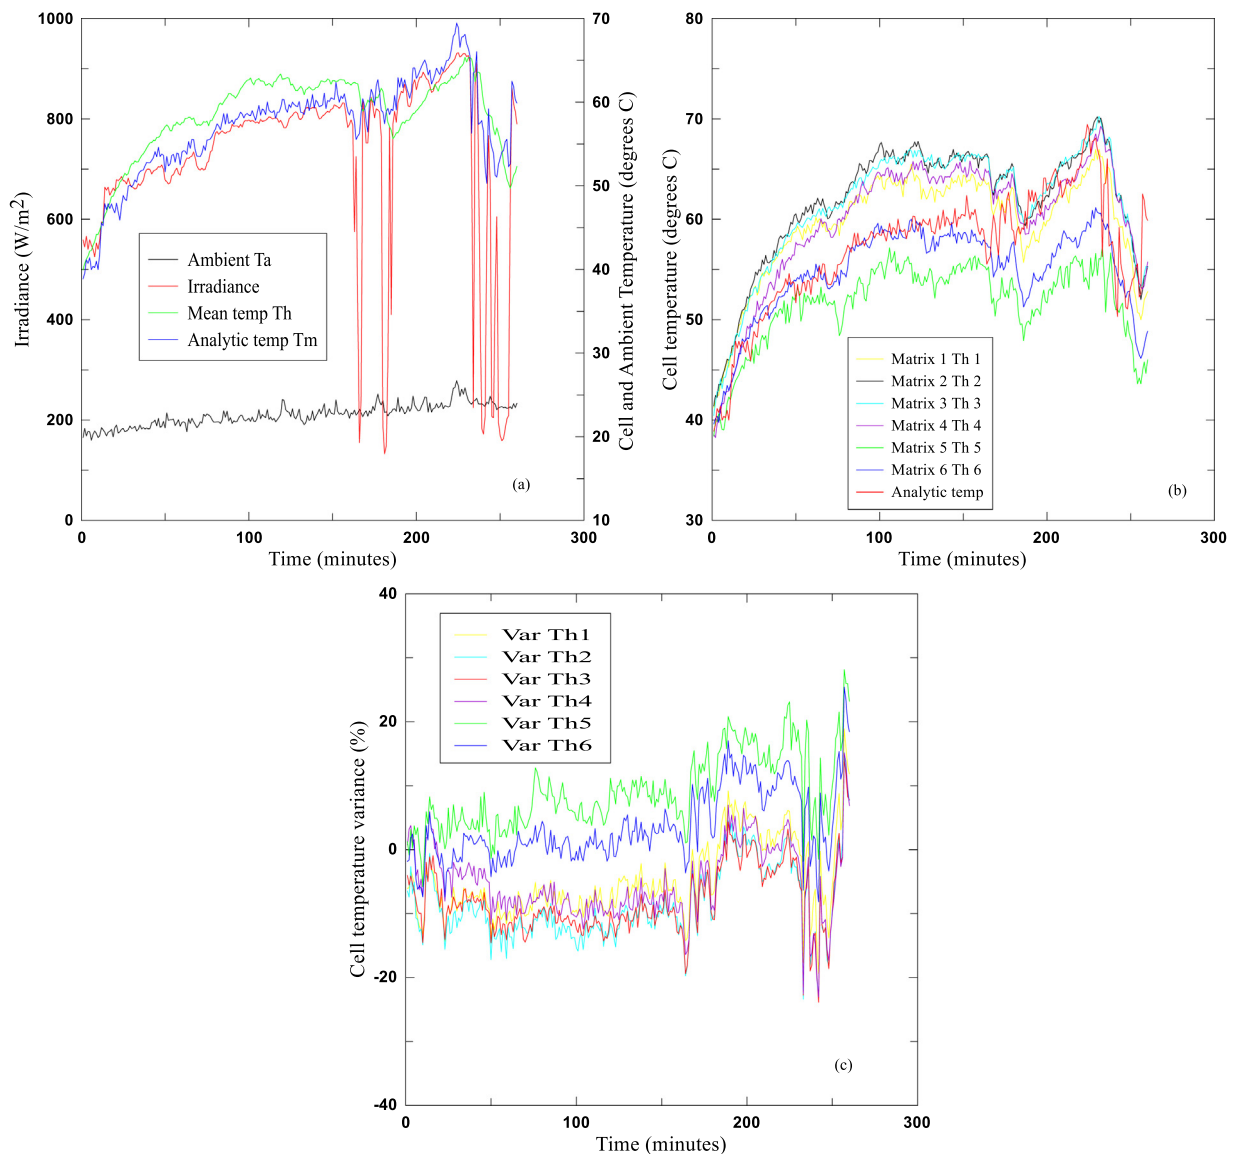 1000
800
600
400
200
0
Irradiance (W/m2)
70
60
50
40
30
20
10
Cell and Ambient Temperature (degrees C)
Ambient Ta
Irradiance
Mean temp Th
Analytic temp Tm
(a)
0
100
200
300
Time (minutes)
80
70
60
50
40
30
Cell temperature (degrees C)
Matrix 1 Th 1
Matrix 2 Th 2
Matrix 3 Th 3
Matrix 4 Th 4
Matrix 5 Th 5
Matrix 6 Th 6
Analytic temp
(b)
0
100
200
300
Time (minutes)
40
20
0
-20
-40
Cell temperature variance (%)
Var Th1
Var Th2
Var Th3
Var Th4
Var Th5
Var Th6
(c)
0
100
200
300
Time (minutes)